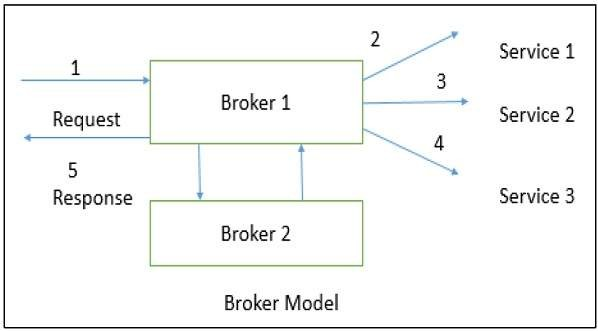 1
Request
5
Response
Broker 1
Broker 2
2
3
4
Service 1
Service 2
Service 3
Broker Model